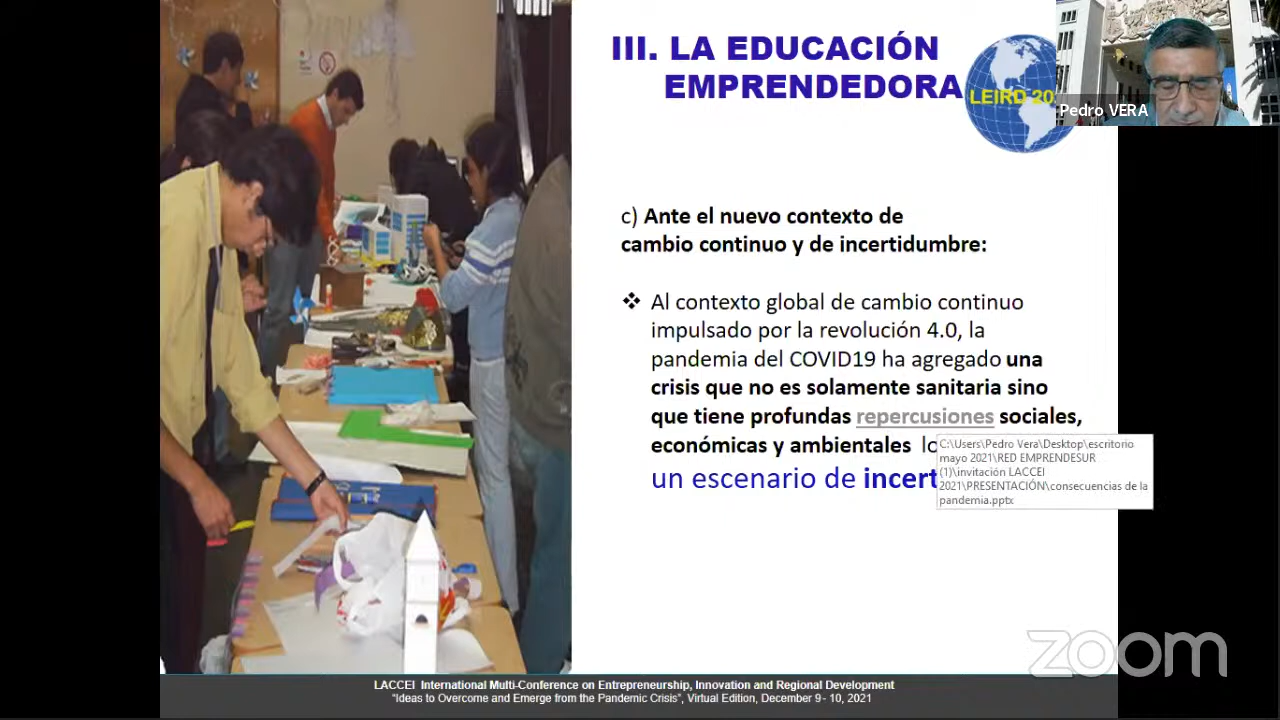 III. LA EDUCACIÓN
EMPRENDEDORA
LEIRD 20
Pedro VERA
c) Ante el nuevo contexto de
cambio continuo y de incertidumbre:
❖ Al contexto global de cambio continuo
impulsado por la revolución 4.0, la
pandemia del COVID19 ha agregado una
crisis que no es solamente sanitaria sino
que tiene profundas repercusiones sociales,
económicas y ambientales lo
un escenario de incert
C:\Users\Pedro Vera\Desktop\escritorio
mayo 2021\RED EMPRENDESUR
(1)\invitación LACCEI
2021\PRESENTACIÓN\consecuencias de la
pandemia.pptx
zoom
LACCEI International Multi-Conference on Entrepreneurship, Innovation and Regional Development
"Ideas to Overcome and Emerge from the Pandemic Crisis", Virtual Edition, December 9- 10, 2021